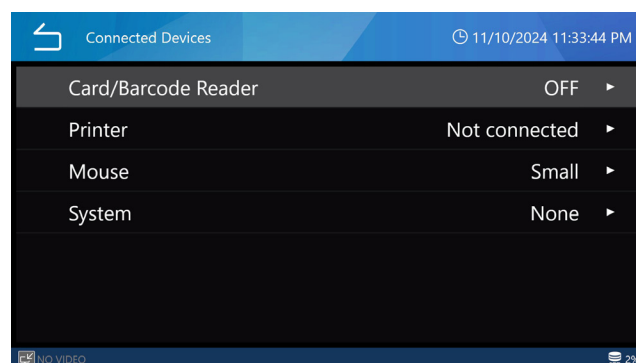 Connected Devices 11/10/2024 11:33:44 PM
Card/Barcode Reader OFF
Printer Not connected
Mouse Small
System None
NO VIDEO